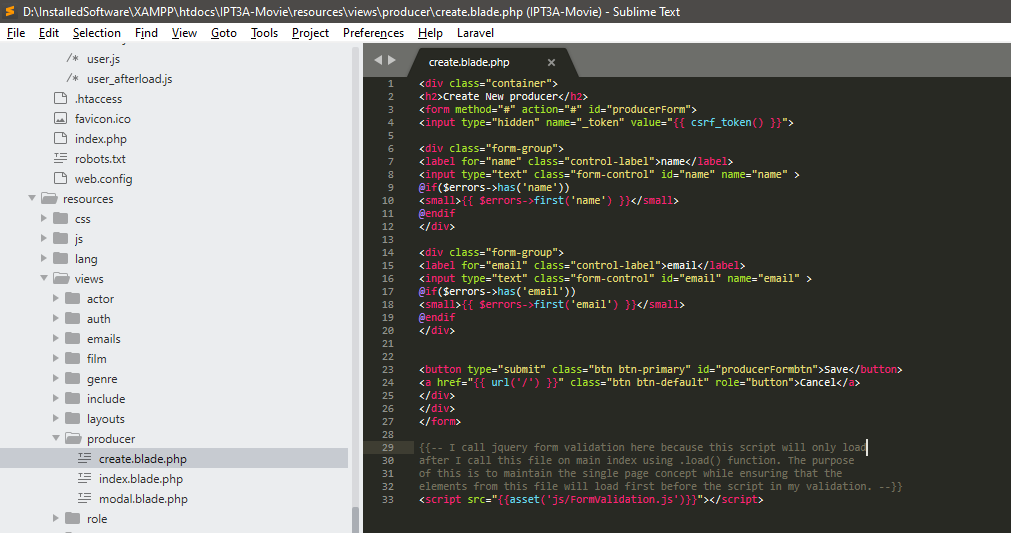 D:\InstalledSoftware\XAMPP\htdocs\IPT3A-Movie\resources\views\producer\create.blade.php (IPT3A-Movie) - Sublime Text
File Edit Selection Find View Goto Tools Project Preferences Help Laravel
user.js
/* user_afterload.js
.htaccess
favicon.ico
index.php
robots.txt
web.config
resources
css
js
lang
views
actor
auth
emails
film
genre
include
layouts
producer
create.blade.php
index.blade.php
modal.blade.php
role
create.blade.php ×
1 <div class="container">
2 <h2>Create New producer</h2>
3 <form method="#" action="#" id="producerForm">
4 <input type="hidden" name="_token" value="{{ csrf_token() }}">
5
6 <div class="form-group">
7 <label for="name" class="control-label">name</label>
8 <input type="text" class="form-control" id="name" name="name" >
9 @if($errors->has('name'))
10 <small>{{ $errors->first('name') }}</small>
11 @endif
12 </div>
13
14 <div class="form-group">
15 <label for="email" class="control-label">email</label>
16 <input type="text" class="form-control" id="email" name="email" >
17 @if($errors->has('email'))
18 <small>{{ $errors->first('email') }}</small>
19 @endif
20 </div>
21
22
23 <button type="submit" class="btn btn-primary" id="producerFormbtn">Save</button>
24 <a href="{{ url('/') }}" class="btn btn-default" role="button">Cancel</a>
25 </div>
26 </div>
27 </form>
28
29 {{-- I call jquery form validation here because this script will only load
30 after I call this file on main index using .load() function. The purpose
31 of this is to maintain the single page concept while ensuring that the
32 elements from this file will load first before the script in my validation. --}}
33 <script src="{{asset('js/FormValidation.js')}}"></script>